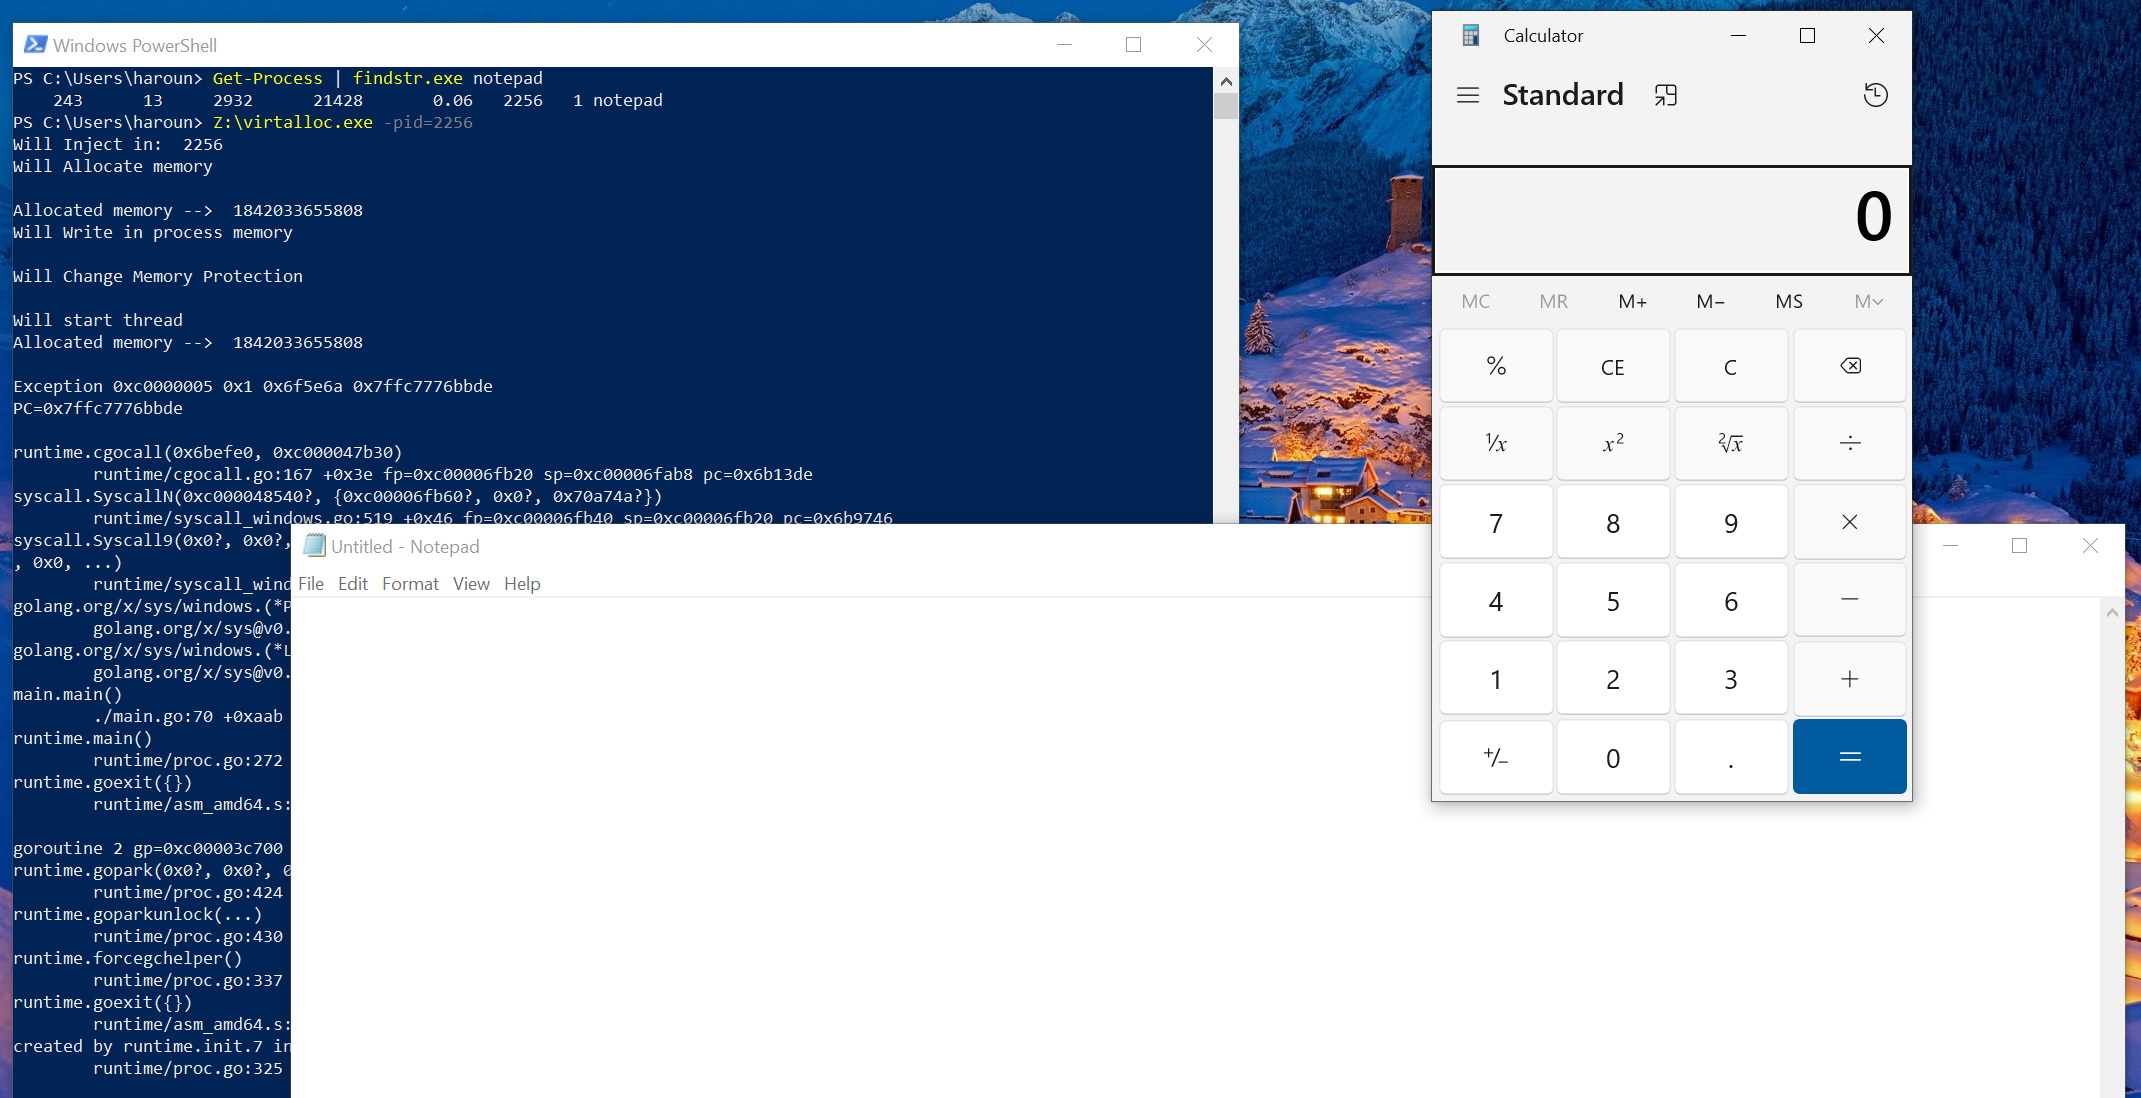 Windows PowerShell
PS C:\Users\haroun> Get-Process | findstr.exe notepad
    243      13     2932      21428       0.06   2256   1 notepad
PS C:\Users\haroun> Z:\virtalloc.exe -pid=2256
Will Inject in:  2256
Will Allocate memory
Allocated memory -->  1842033655808
Will Write in process memory
Will Change Memory Protection
Will start thread
Allocated memory -->  1842033655808
Exception 0xc0000005 0x1 0x6f5e6a 0x7ffc7776bbde
PC=0x7ffc7776bbde
runtime.cgocall(0x6befe0, 0xc000047b30)
        runtime/cgocall.go:167 +0x3e fp=0xc00006fb20 sp=0xc00006fab8 pc=0x6b13de
syscall.SyscallN(0xc000048540?, {0xc00006fb60?, 0x0?, 0x70a74a?})
        runtime/syscall_windows.go:519 +0x46 fp=0xc00006fb40 sp=0xc00006fb20 pc=0x6b9746
syscall.Syscall9(0x0?, 0x0?,
, 0x0, ...)
        runtime/syscall_wind
golang.org/x/sys/windows.(*P
        golang.org/x/sys@v0.
golang.org/x/sys/windows.(*L
        golang.org/x/sys@v0.
main.main()
        ./main.go:70 +0xaab
runtime.main()
        runtime/proc.go:272
runtime.goexit({})
        runtime/asm_amd64.s:
goroutine 2 gp=0xc00003c700
runtime.gopark(0x0?, 0x0?, 0
        runtime/proc.go:424
runtime.goparkunlock(...)
        runtime/proc.go:430
runtime.forcegchelper()
        runtime/proc.go:337
runtime.goexit({})
        runtime/asm_amd64.s:
created by runtime.init.7 in
        runtime/proc.go:325
Untitled - Notepad
File Edit Format View Help
Calculator
Standard
0
MC MR M+ M− MS M
% CE C
¹/x x² ²√x ÷
7 8 9 ×
4 5 6 −
1 2 3 +
+/− 0 . =